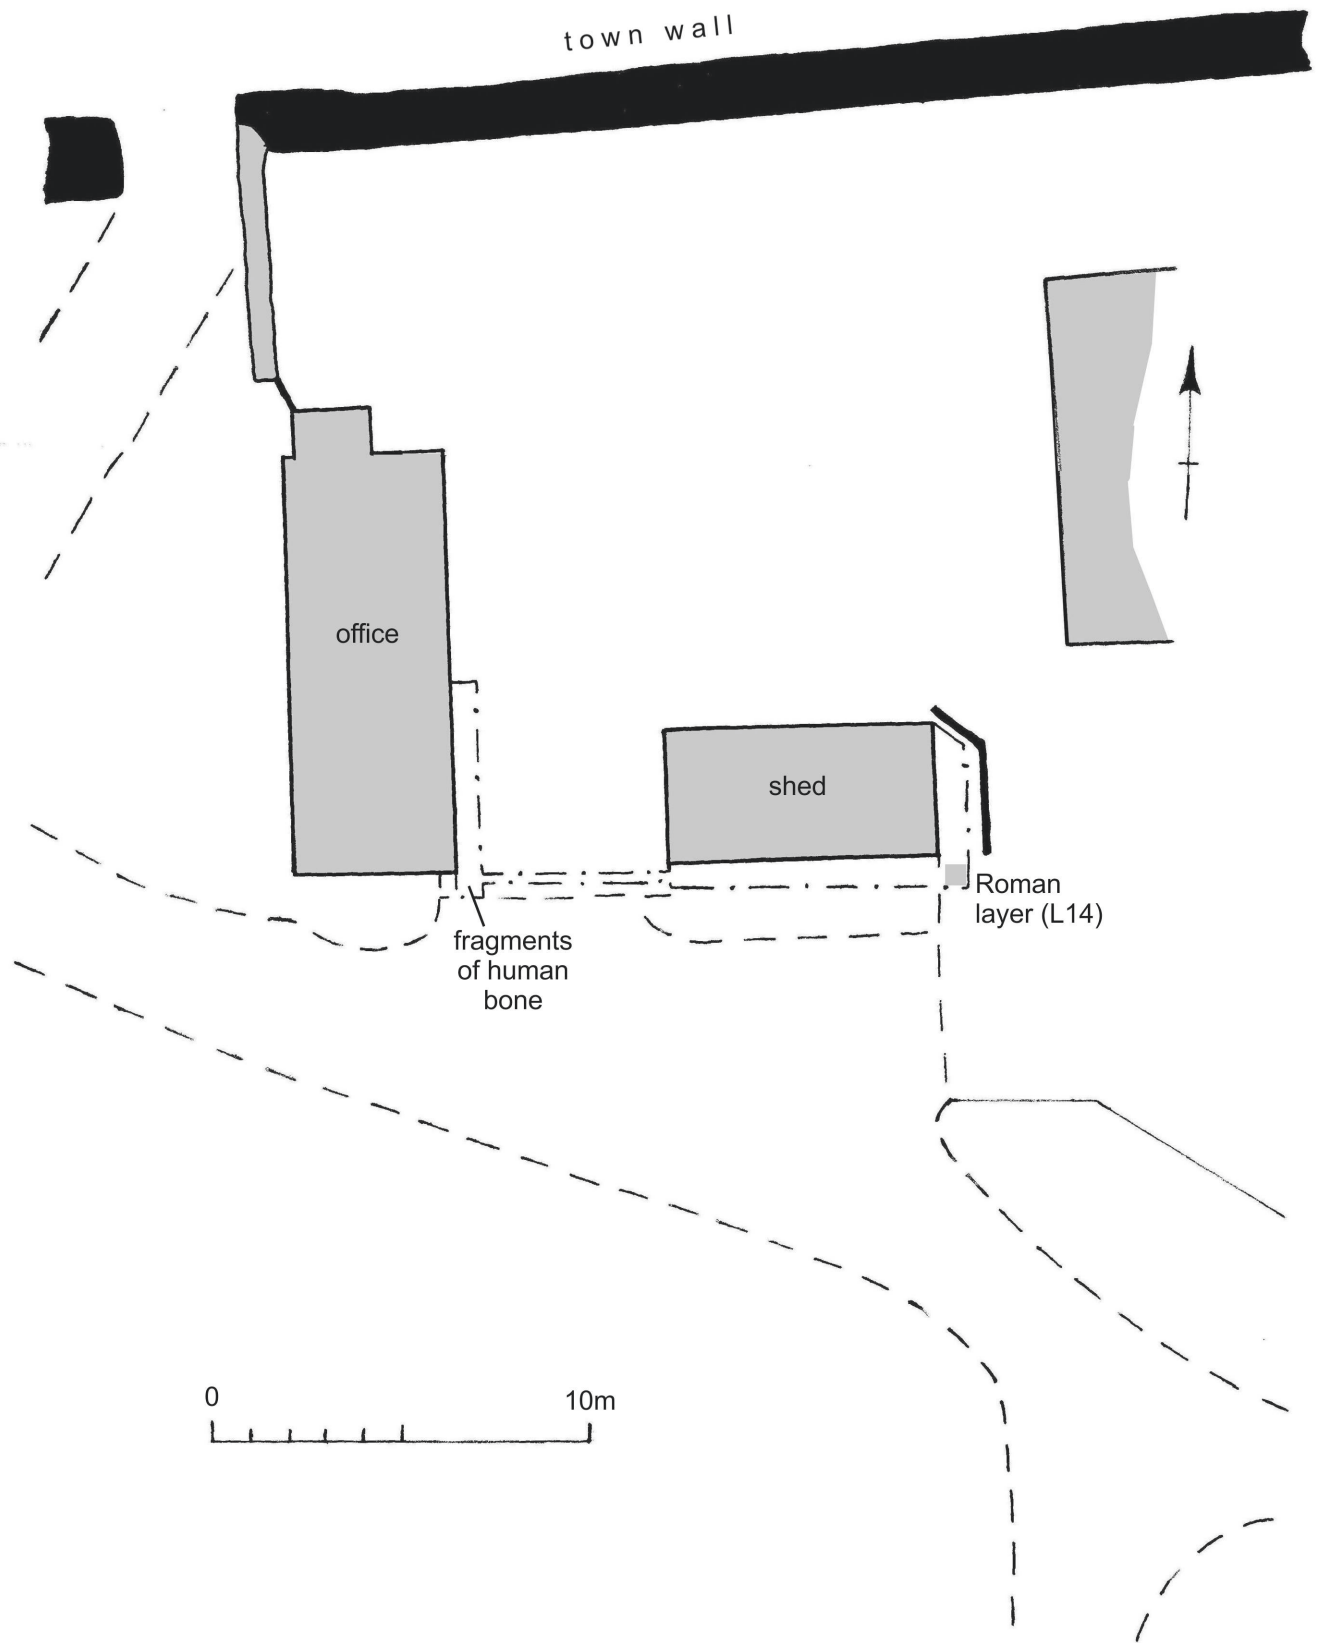 town wall
office
shed
Roman
layer (L14)
fragments
of human
bone
0
10m